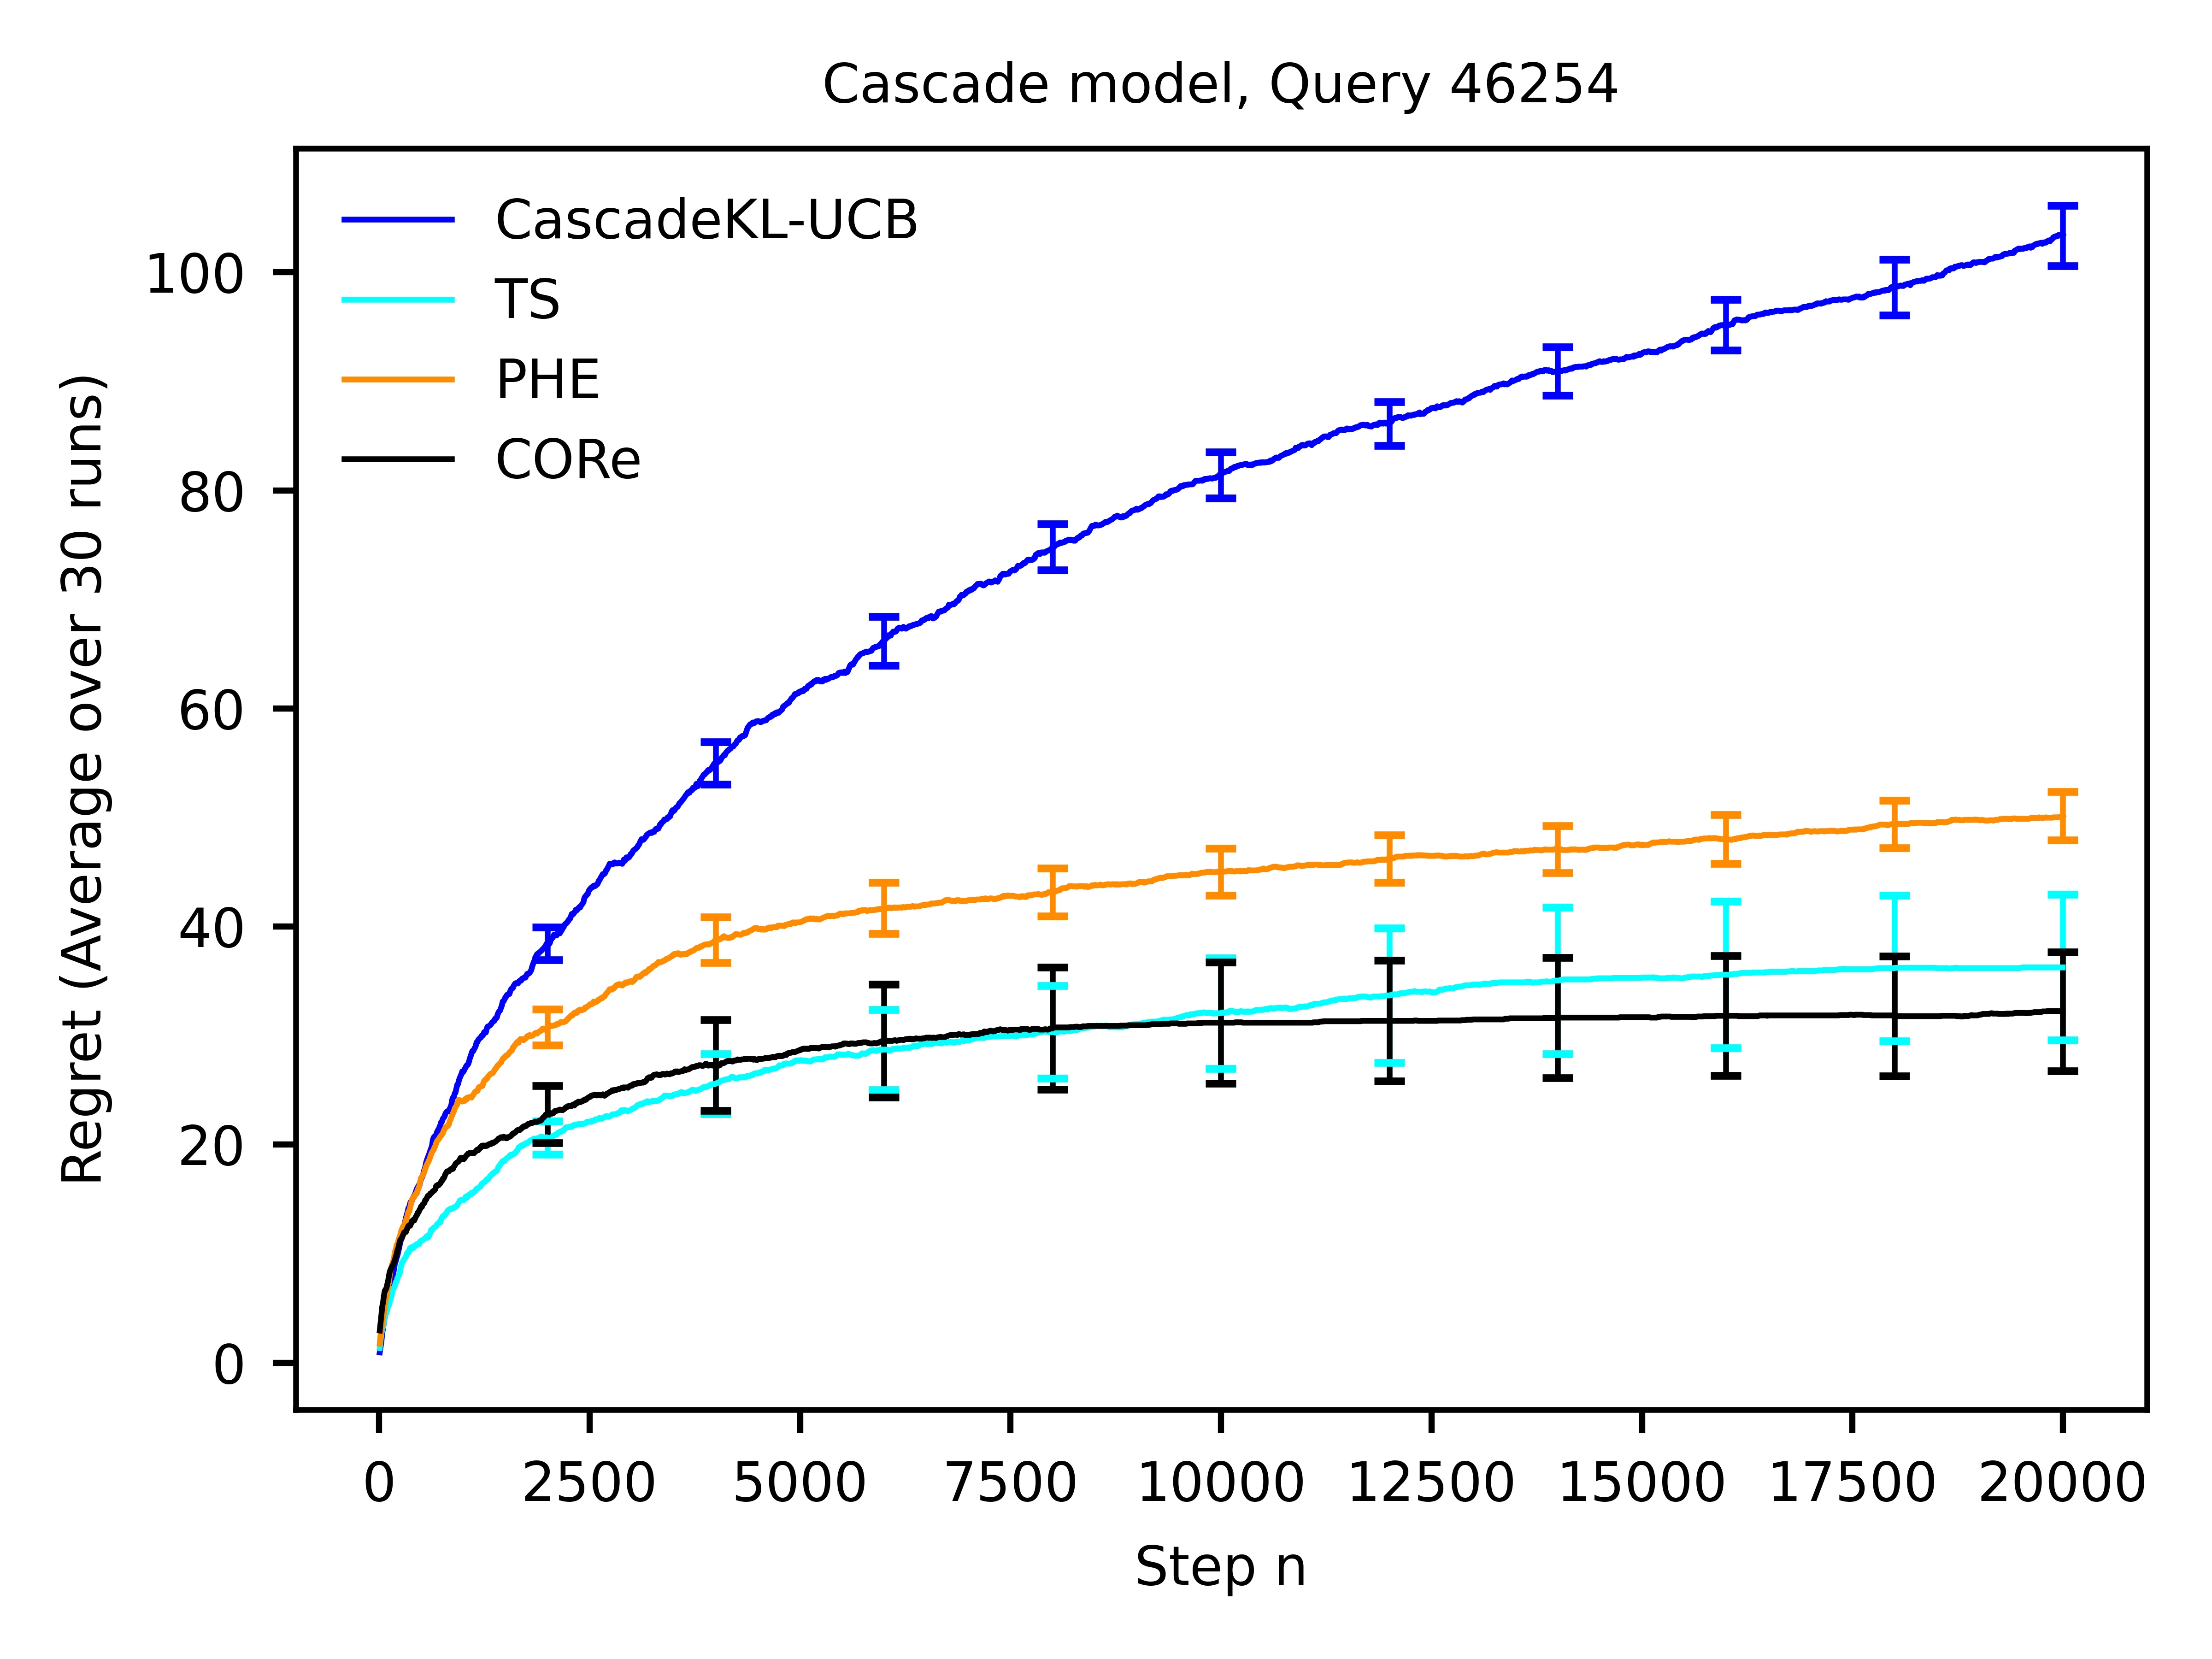 Cascade model, Query 46254
CascadeKL-UCB
TS
PHE
CORe
Regret (Average over 30 runs)
100
80
60
40
20
0
0 2500 5000 7500 10000 12500 15000 17500 20000
Step n